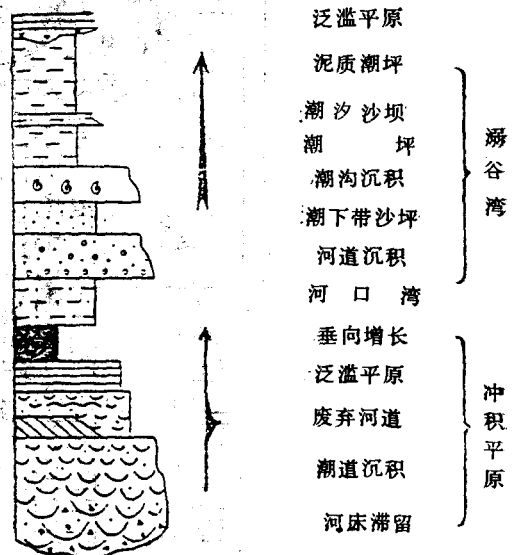 泛滥平原
泥质潮坪
潮汐沙坝
潮 坪
潮沟沉积
潮下带沙坪
河道沉积
河口湾
垂向增长
泛滥平原
废弃河道
潮道沉积
河床滞留
溺谷湾
冲积平原